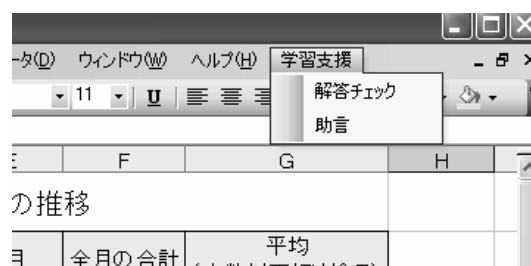 ータ(D) ウィンドウ(W) ヘルプ(H) 学習支援
11 U
解答チェック
助言
F G H
の推移
月 全月の合計 平均